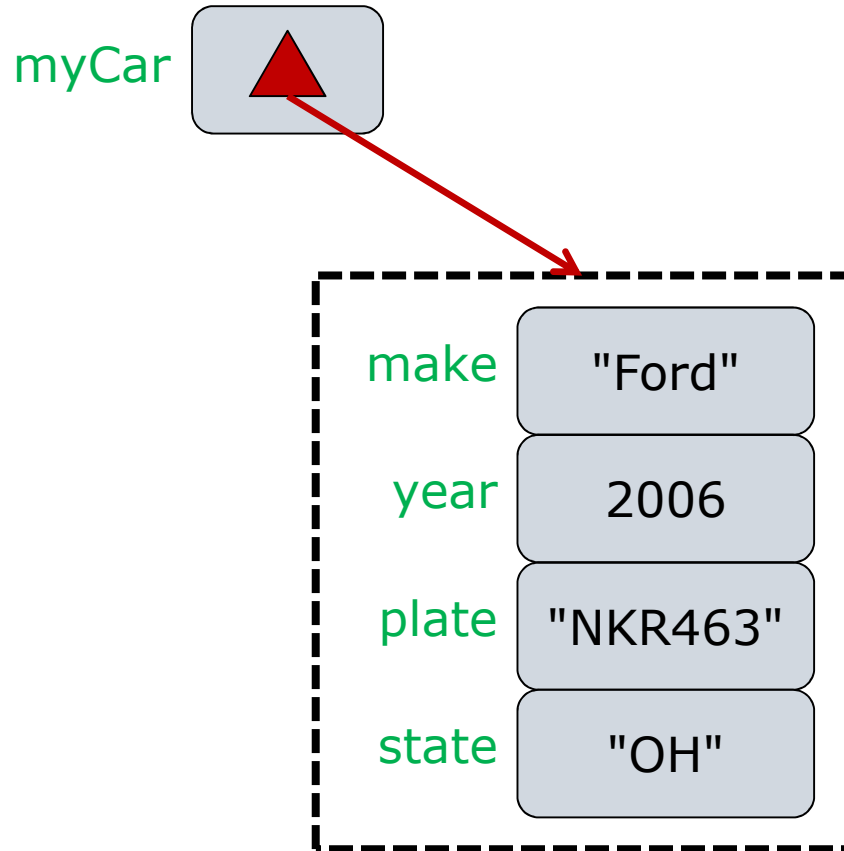 myCar
make "Ford"
year 2006
plate "NKR463"
state "OH"